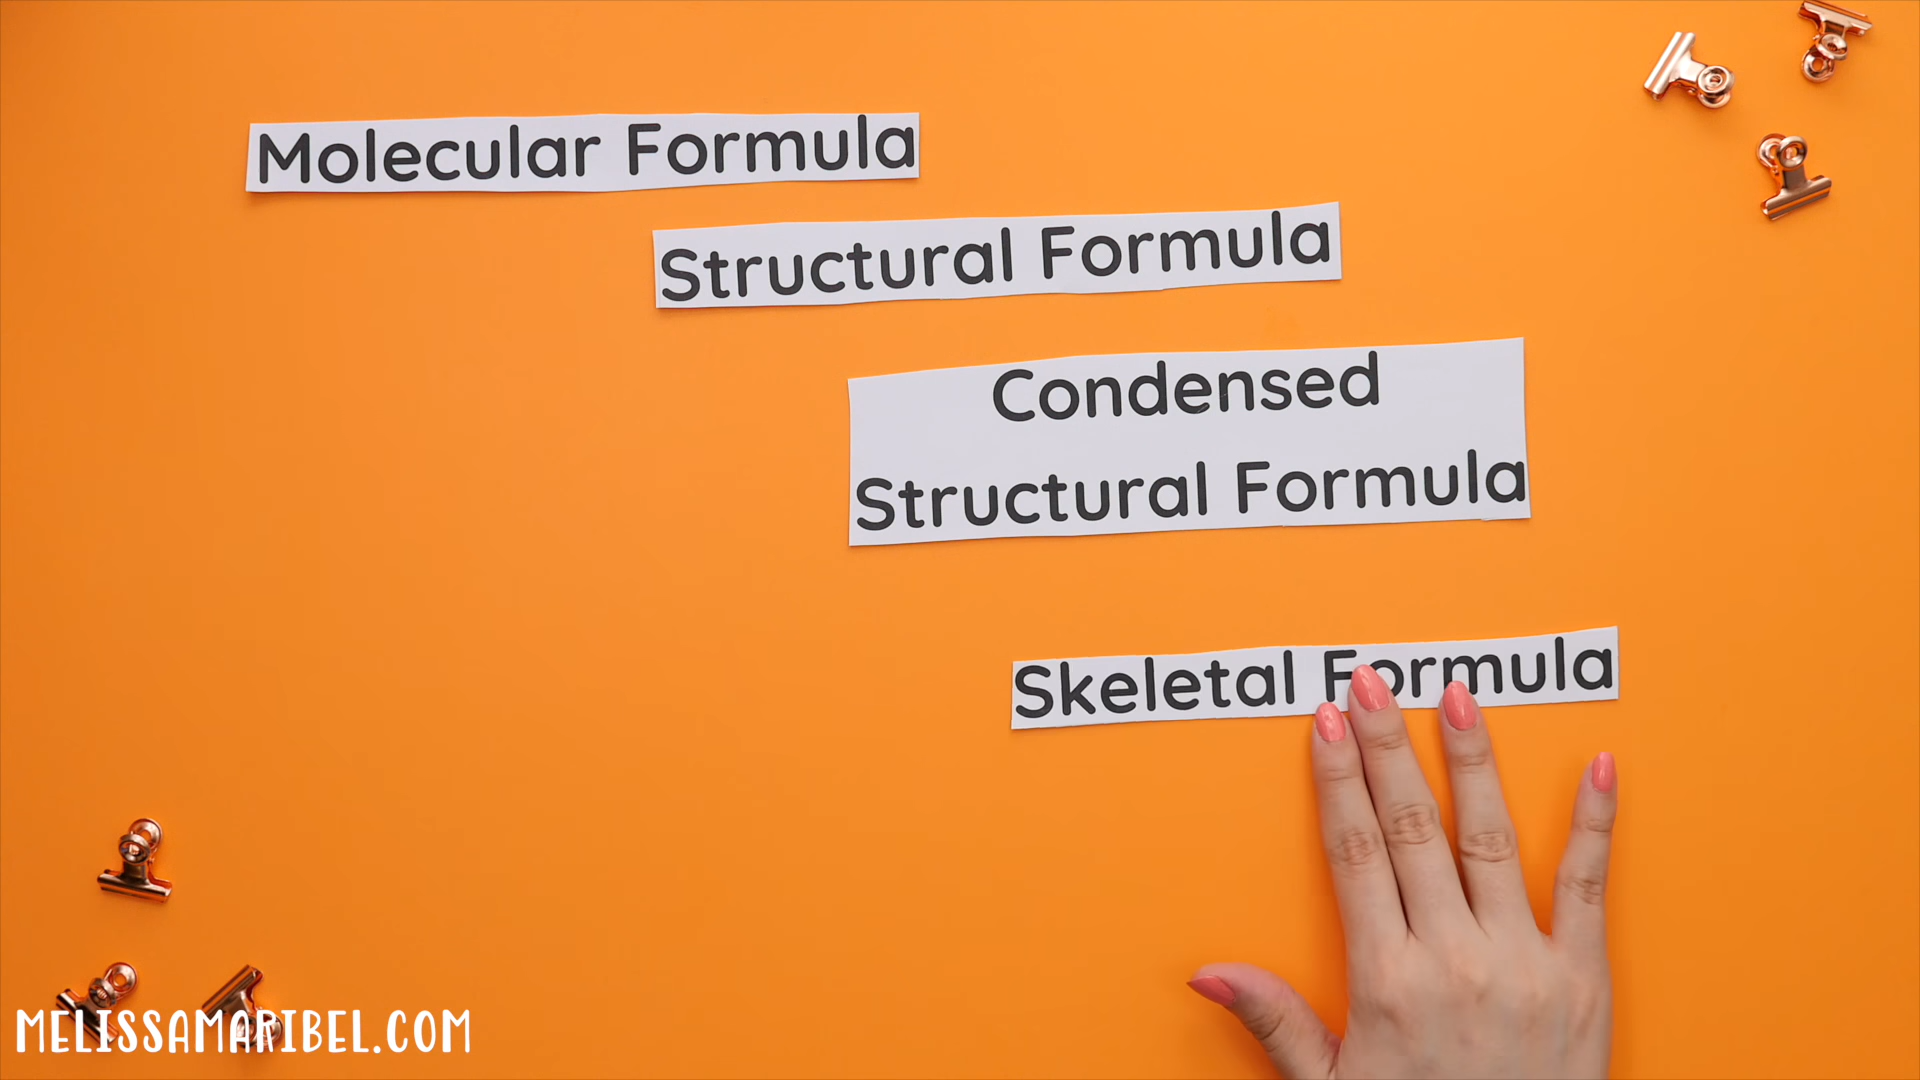 Molecular Formula
Structural Formula
Condensed
Structural Formula
Skeletal Formula
MELISSAMARIBEL.COM